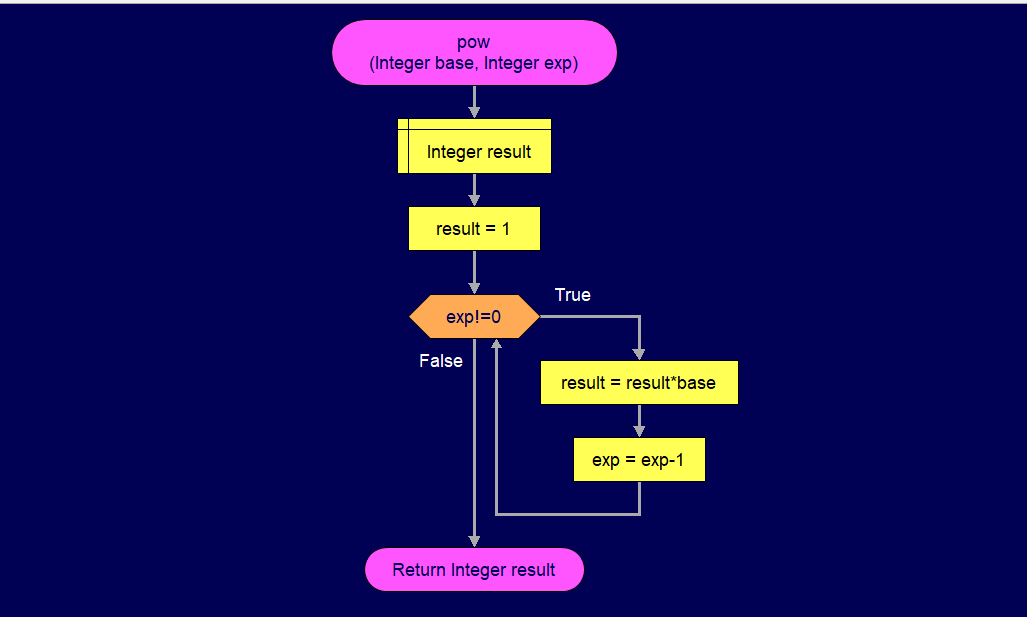 pow
(Integer base, Integer exp)
Integer result
result = 1
exp!=0
True
False
result = result*base
exp = exp-1
Return Integer result